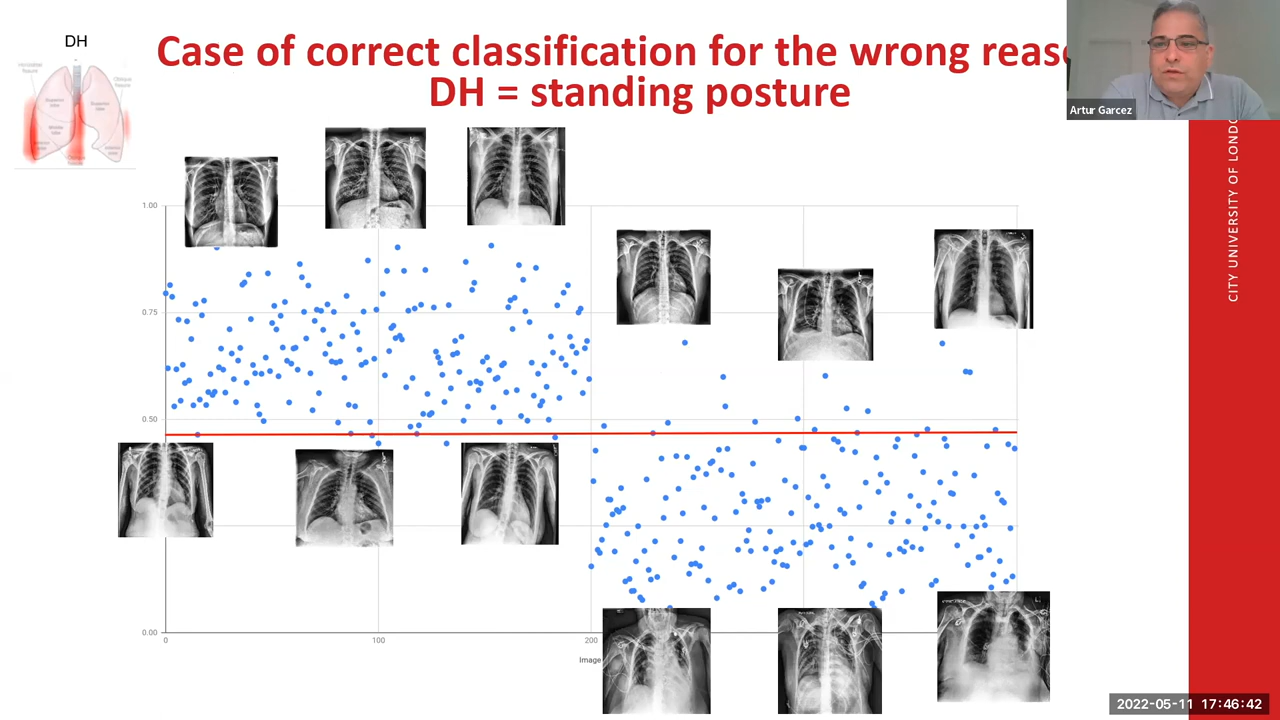 DH
Case of correct classification for the wrong reas
DH = standing posture
Artur Garcez
CITY UNIVERSITY OF LONDO
1.00
0.75
0.50
0.00
0
100
200
Image
2022-05-11 17:46:42